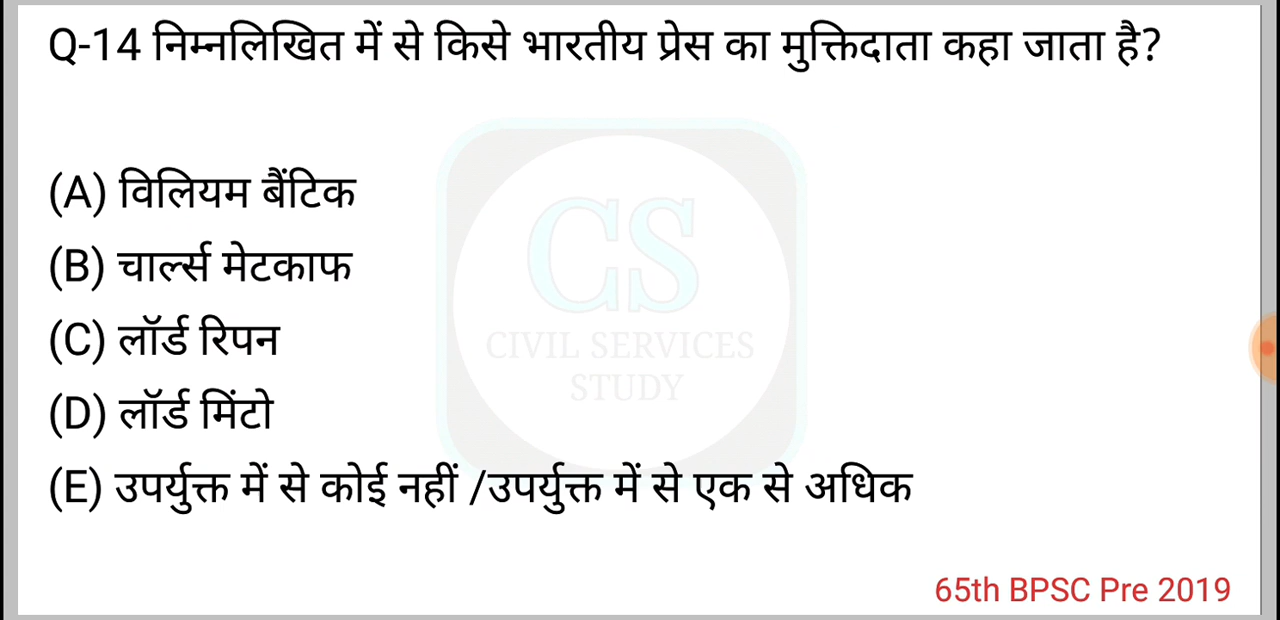 Q-14 निम्नलिखित में से किसे भारतीय प्रेस का मुक्तिदाता कहा जाता है?
(A) विलियम बैंटिक
(B) चार्ल्स मेटकाफ
(C) लॉर्ड रिपन
(D) लॉर्ड मिंटो
(E) उपर्युक्त में से कोई नहीं /उपर्युक्त में से एक से अधिक
CS
CIVIL SERVICES
STUDY
65th BPSC Pre 2019